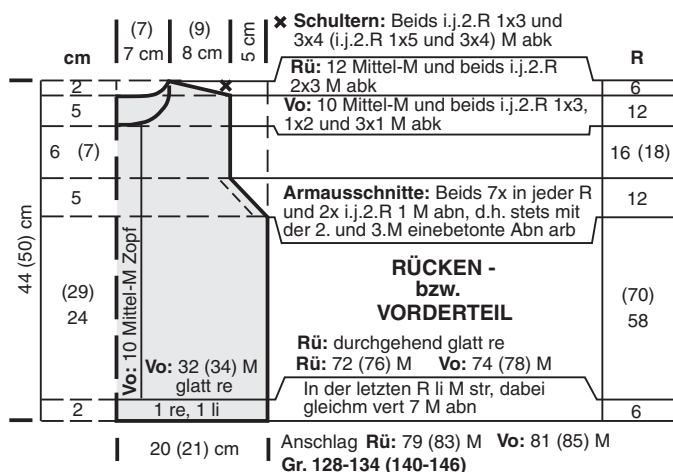 (7)
(9)
7 cm
8 cm
5 cm
✖ Schultern: Beids i.j.2.R 1x3 und
3x4 (i.j.2.R 1x5 und 3x4) M abk
cm
R
Rü: 12 Mittel-M und beids i.j.2.R
2x3 M abk
2
6
Vo: 10 Mittel-M und beids i.j.2.R 1x3,
1x2 und 3x1 M abk
5
12
6 (7)
16 (18)
Armausschnitte: Beids 7x in jeder R
und 2x i.j.2.R 1 M abn, d.h. stets mit
der 2. und 3.M einebetonte Abn arb
5
12
44 (50) cm
RÜCKEN -
bzw.
VORDERTEIL
(29)
24
(70)
58
Vo: 10 Mittel-M Zopf
Rü: durchgehend glatt re
Rü: 72 (76) M Vo: 74 (78) M
Vo: 32 (34) M
glatt re
In der letzten R li M str, dabei
gleichm vert 7 M abn
2
1 re, 1 li
6
20 (21) cm
Anschlag Rü: 79 (83) M Vo: 81 (85) M
Gr. 128-134 (140-146)